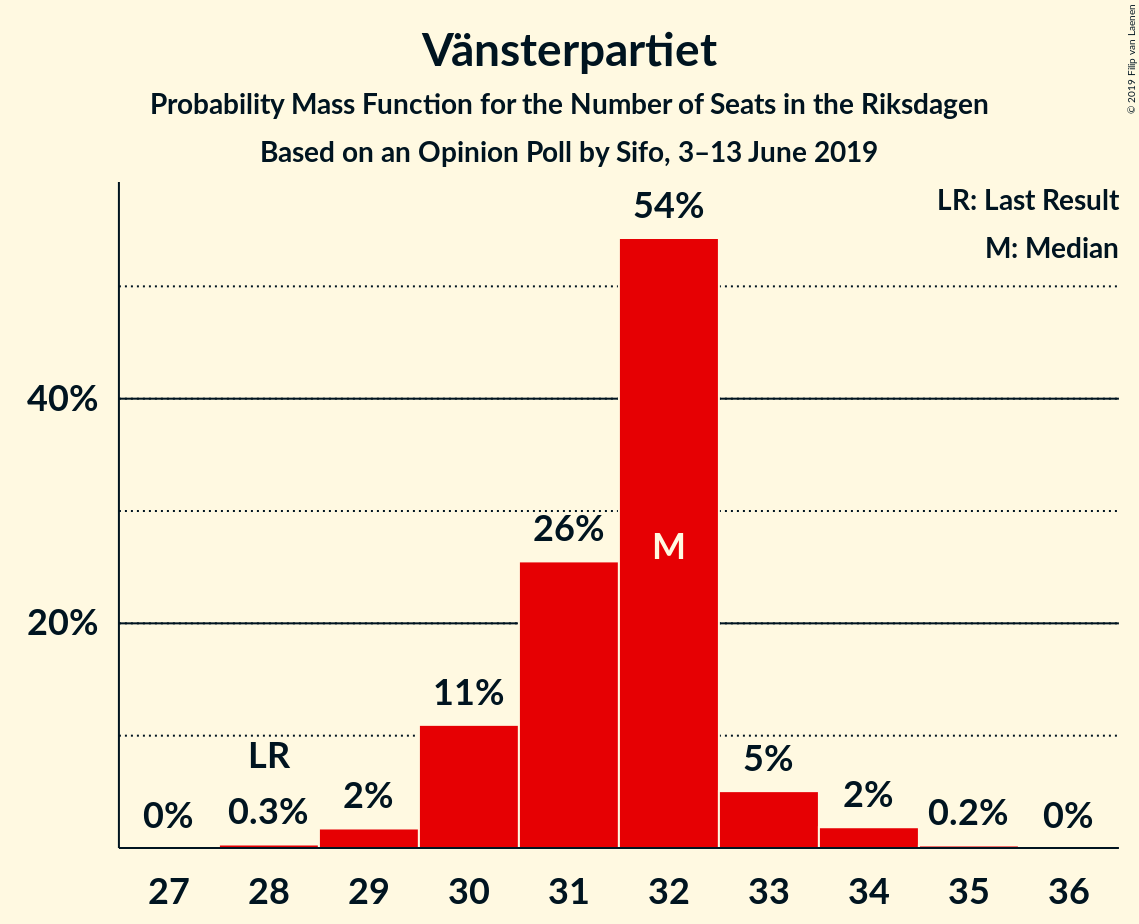 Vänsterpartiet
Probability Mass Function for the Number of Seats in the Riksdagen
Based on an Opinion Poll by Sifo, 3–13 June 2019
© 2019 Filip van Laenen
LR: Last Result
M: Median
54%
40%
26%
M
20%
11%
LR
5%
0%
0.3%
2%
2%
0.2%
0%
27 28 29 30 31 32 33 34 35 36